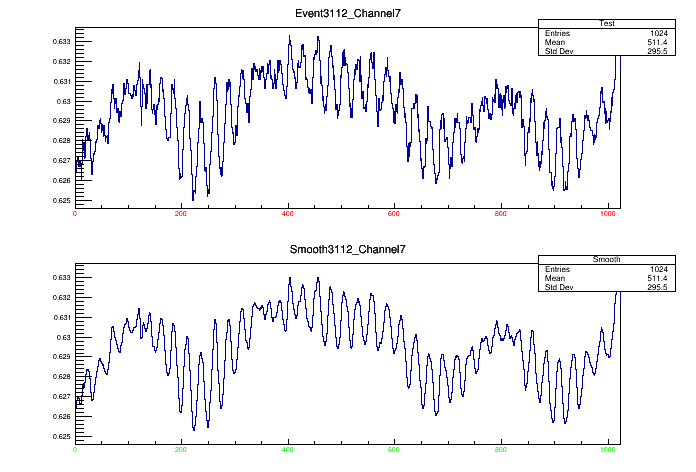 Event3112_Channel7
Test
Entries 1024
Mean 511.4
Std Dev 295.5
0.633
0.632
0.631
0.63
0.629
0.628
0.627
0.626
0.625
0 200 400 600 800 1000
Smooth3112_Channel7
Smooth
Entries 1024
Mean 511.4
Std Dev 295.5
0.633
0.632
0.631
0.63
0.629
0.628
0.627
0.626
0.625
0 200 400 600 800 1000